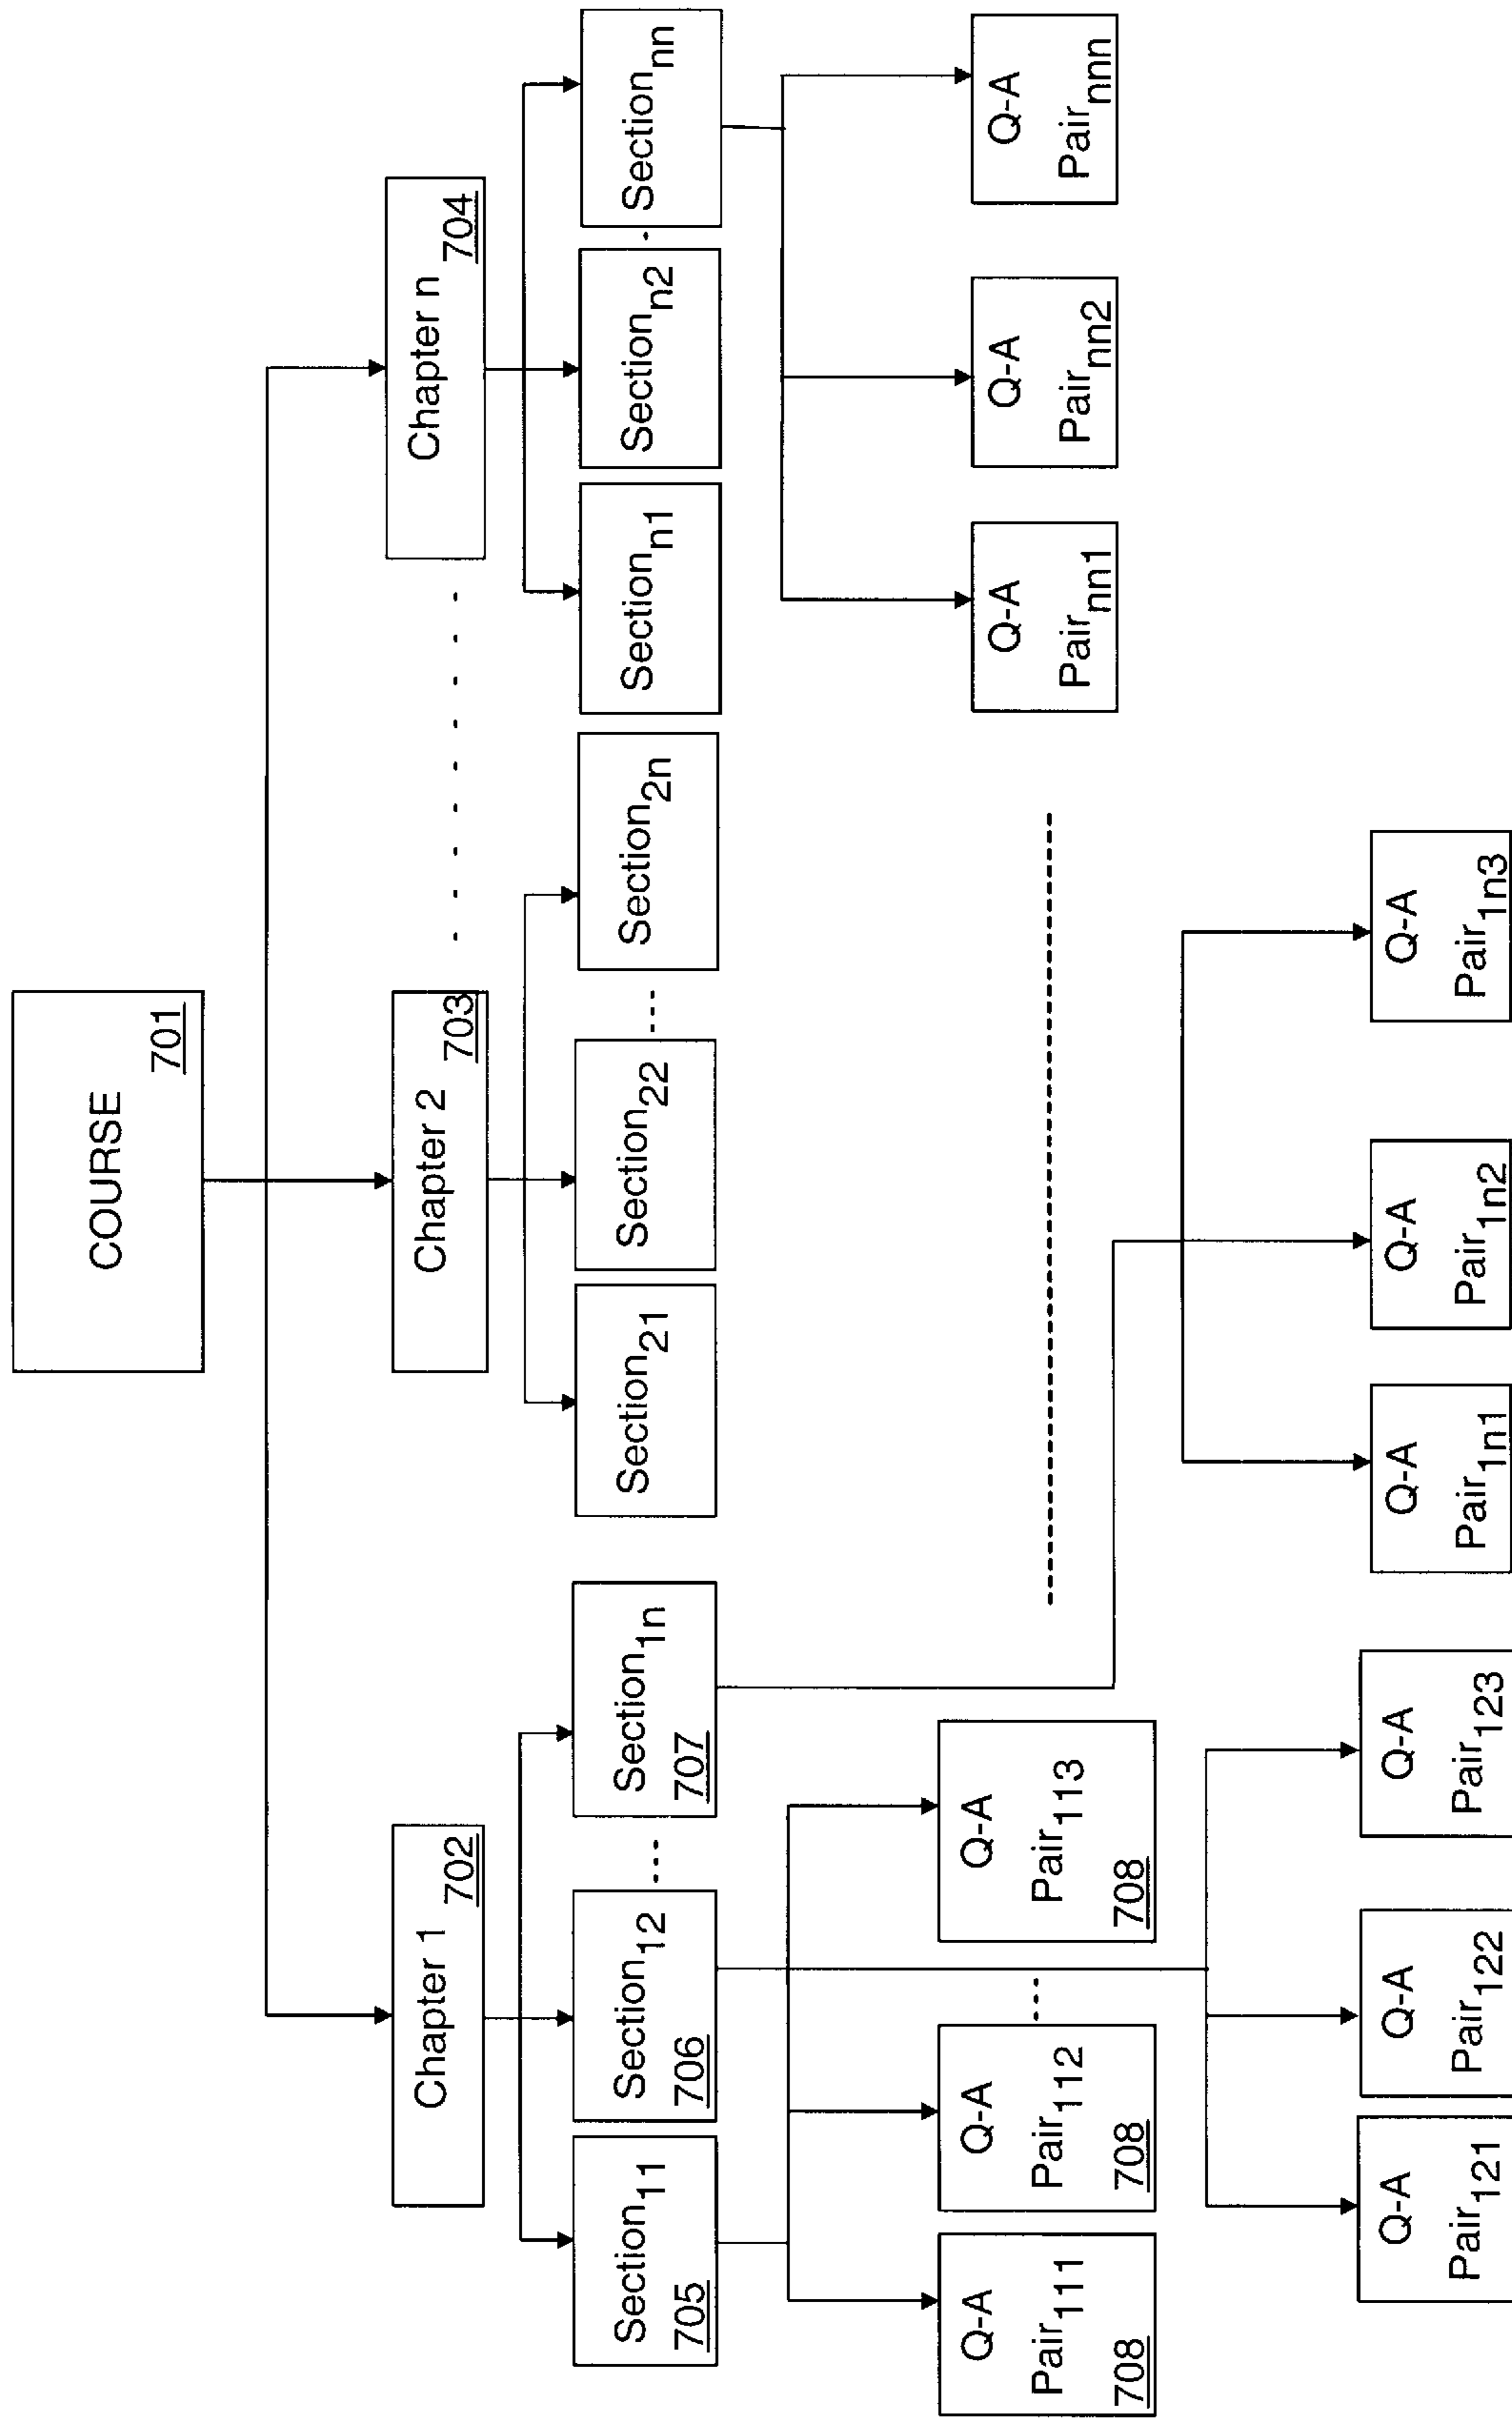 COURSE
701
Chapter 1
702
Chapter 2
703
. . . . . . . . .
Chapter n
704
Section11
705
Section12
706
...
Section1n
707
Section21
Section22
...
Section2n
Sectionn1
Sectionn2
.
Sectionnn
Q-A
Pair111
708
Q-A
Pair112
708
...
Q-A
Pair113
708
Q-A
Pairnn1
Q-A
Pairnn2
Q-A
Pairnnn
Q-A
Pair121
Q-A
Pair122
Q-A
Pair123
Q-A
Pair1n1
Q-A
Pair1n2
Q-A
Pair1n3